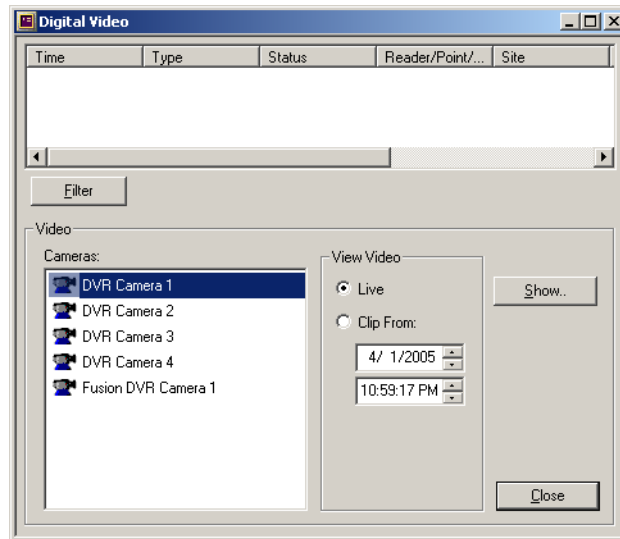 Digital Video
Time Type Status Reader/Point/... Site
Filter
Video
Cameras:
DVR Camera 1
DVR Camera 2
DVR Camera 3
DVR Camera 4
Fusion DVR Camera 1
View Video
Live
Clip From:
4/ 1/2005
10:59:17 PM
Show..
Close